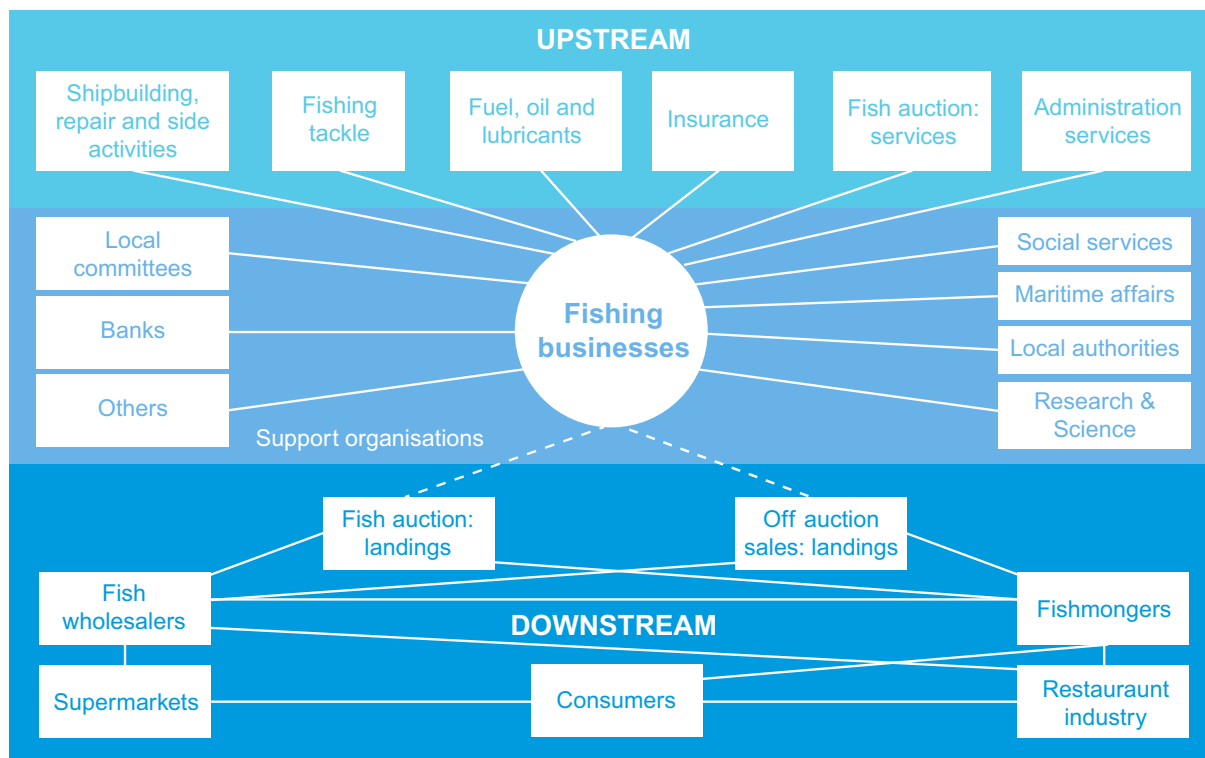 UPSTREAM
Shipbuilding,
repair and side
activities
Fishing
tackle
Fuel, oil and
lubricants
Insurance
Fish auction:
services
Administration
services
Local
committees
Banks
Others
Fishing
businesses
Social services
Maritime affairs
Local authorities
Research &
Science
Support organisations
Fish auction:
landings
Off auction
sales: landings
Fish
wholesalers
Fishmongers
DOWNSTREAM
Supermarkets
Consumers
Restauraunt
industry